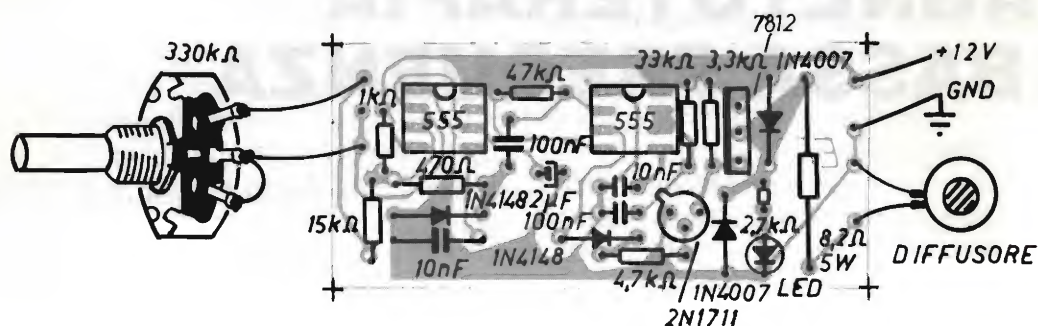 7812
330kΩ
47kΩ
33kΩ
3,3kΩ
1N4007
+12V
1kΩ
555
555
GND
100nF
470Ω
10nF
1N4148
2µF
100nF
15kΩ
2,7kΩ
8,2Ω
5W
DIFFUSORE
10nF
1N4148
4,7kΩ
1N4007
LED
2N1711